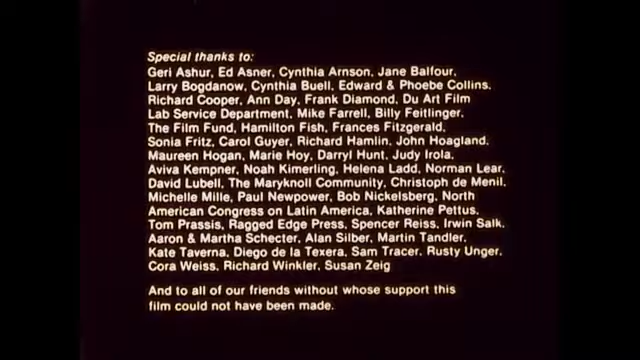 Special thanks to:
Geri Ashur, Ed Asner, Cynthia Arnson, Jane Balfour,
Larry Bogdanow, Cynthia Buell, Edward & Phoebe Collins,
Richard Cooper, Ann Day, Frank Diamond, Du Art Film
Lab Service Department, Mike Farrell, Billy Feitlinger,
The Film Fund, Hamilton Fish, Frances Fitzgerald,
Sonia Fritz, Carol Guyer, Richard Hamlin, John Hoagland,
Maureen Hogan, Marie Hoy, Darryl Hunt, Judy Irola,
Aviva Kempner, Noah Kimerling, Helena Ladd, Norman Lear,
David Lubell, The Maryknoll Community, Christoph de Menil,
Michelle Mille, Paul Newpower, Bob Nickelsberg, North
American Congress on Latin America, Katherine Pettus,
Tom Prassis, Ragged Edge Press, Spencer Reiss, Irwin Salk,
Aaron & Martha Schecter, Alan Silber, Martin Tandler,
Kate Taverna, Diego de la Texera, Sam Tracer, Rusty Unger,
Cora Weiss, Richard Winkler, Susan Zeig
And to all of our friends without whose support this
film could not have been made.